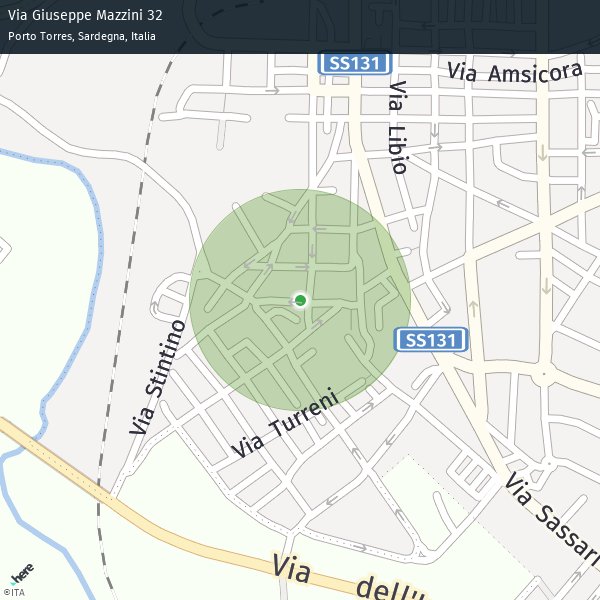 Via Giuseppe Mazzini 32
Porto Torres, Sardegna, Italia
SS131
Via Amsicora
Via Libio
SS131
Via Stintino
Via Turreni
Via Sassari
Via dell'
here
©ITA